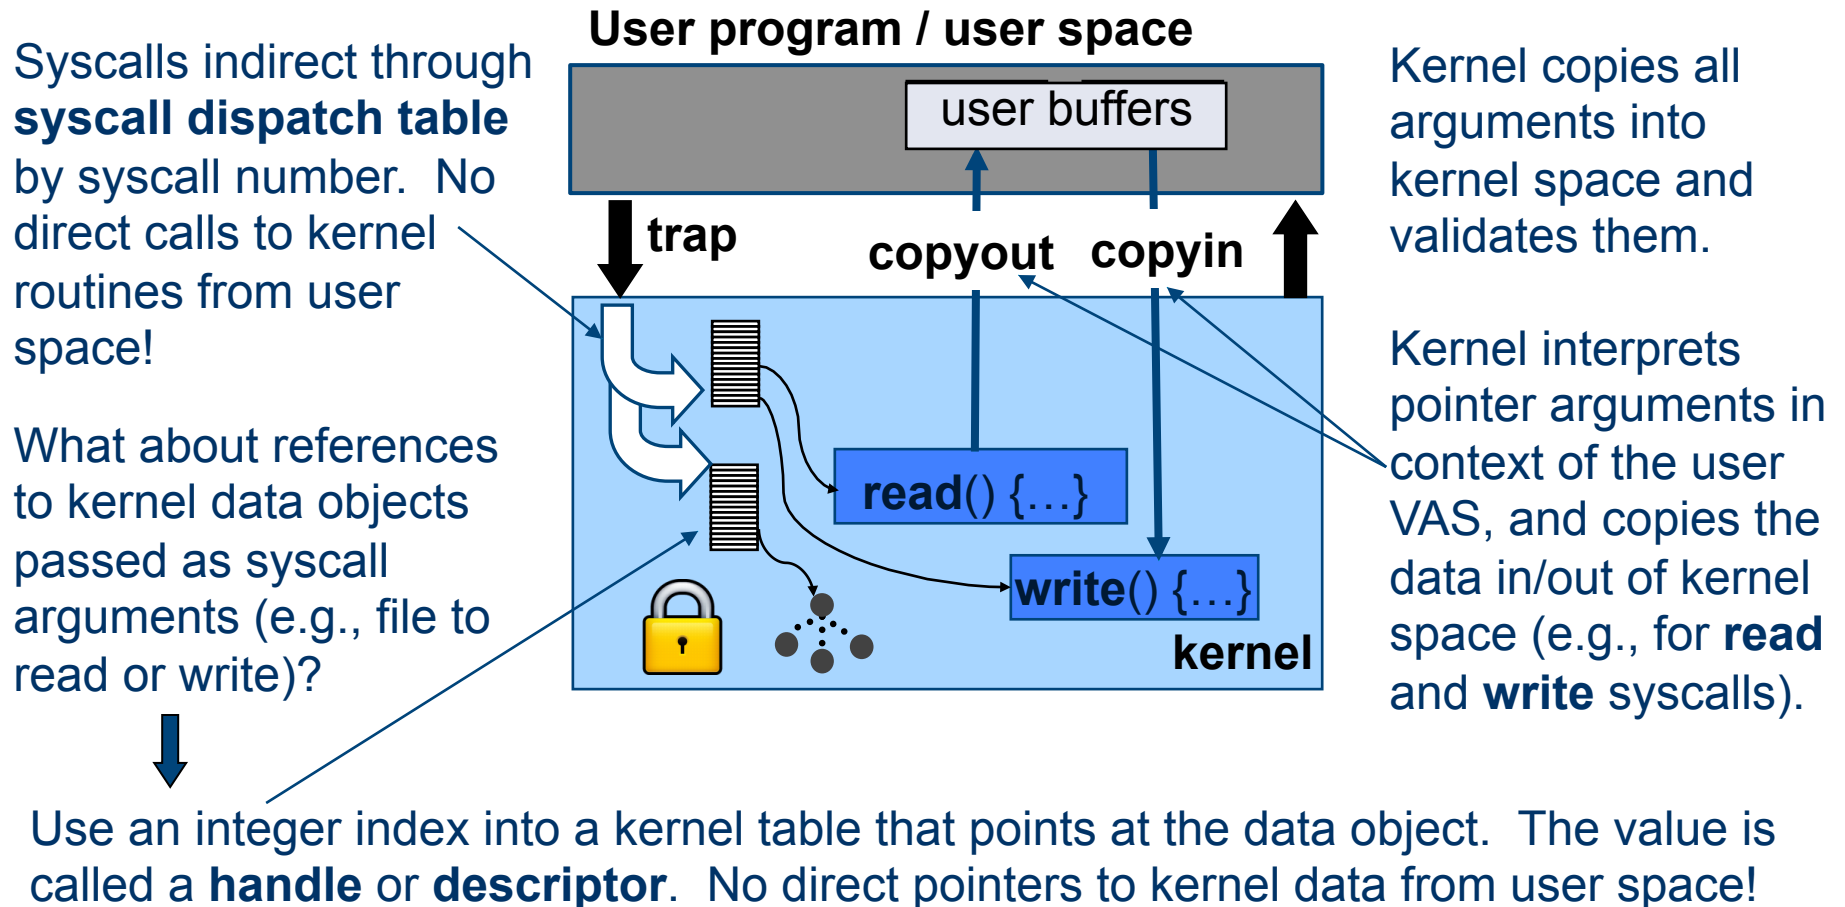 User program / user space
Syscalls indirect through
syscall dispatch table
by syscall number.  No
direct calls to kernel
routines from user
space!
What about references
to kernel data objects
passed as syscall
arguments (e.g., file to
read or write)?
user buffers
trap
copyout
copyin
read() {…}
write() {…}
kernel
Kernel copies all
arguments into
kernel space and
validates them.
Kernel interprets
pointer arguments in
context of the user
VAS, and copies the
data in/out of kernel
space (e.g., for read
and write syscalls).
Use an integer index into a kernel table that points at the data object.  The value is
called a handle or descriptor.  No direct pointers to kernel data from user space!